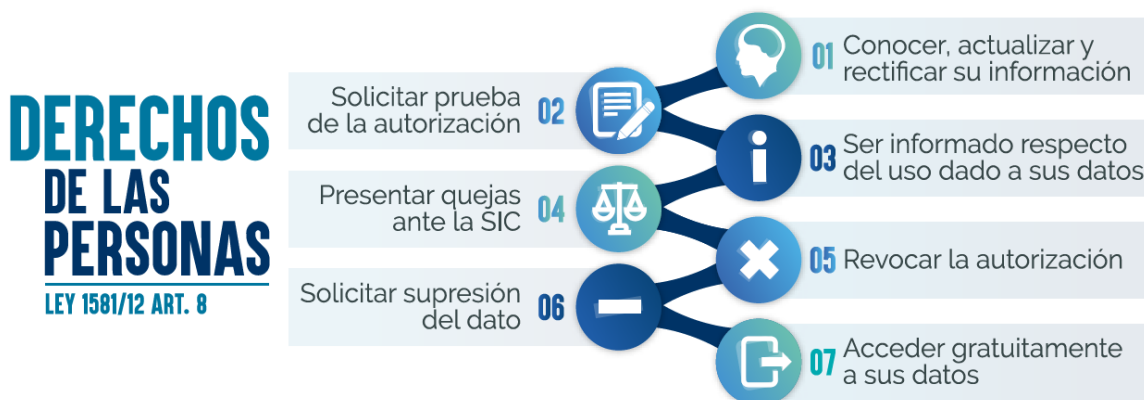 DERECHOS
DE LAS
PERSONAS
LEY 1581/12 ART. 8
01 Conocer, actualizar y
rectificar su información
02 Solicitar prueba
de la autorización
03 Ser informado respecto
del uso dado a sus datos
04 Presentar quejas
ante la SIC
05 Revocar la autorización
06 Solicitar supresión
del dato
07 Acceder gratuitamente
a sus datos